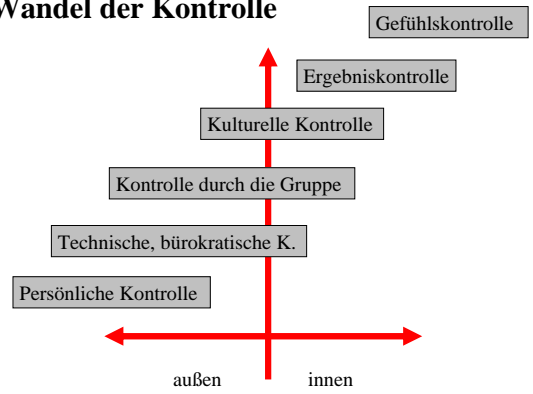 Wandel der Kontrolle
Gefühlskontrolle
Ergebniskontrolle
Kulturelle Kontrolle
Kontrolle durch die Gruppe
Technische, bürokratische K.
Persönliche Kontrolle
außen innen